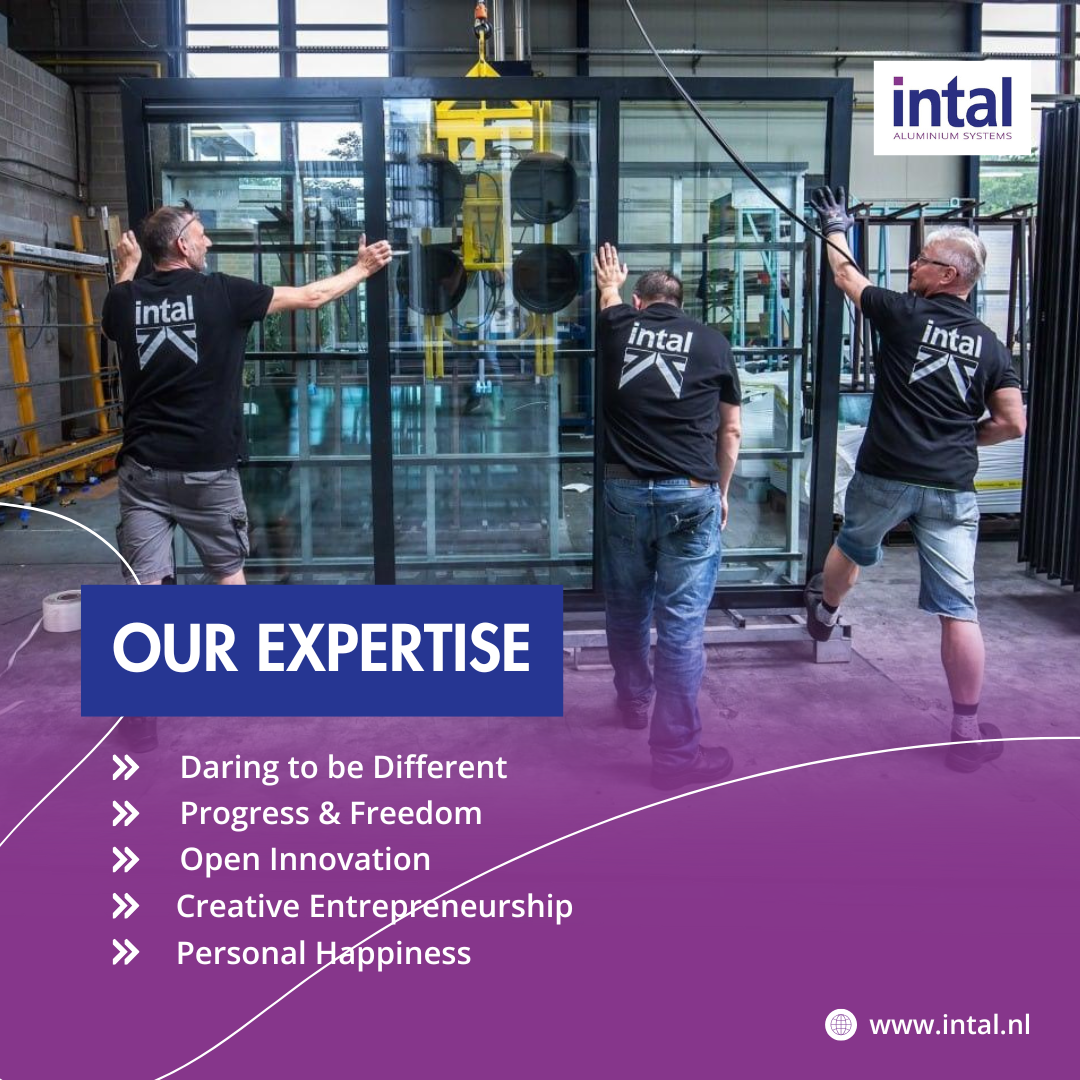 intal
ALUMINIUM SYSTEMS
intal
intal
intal
OUR EXPERTISE
Daring to be Different
Progress & Freedom
Open Innovation
Creative Entrepreneurship
Personal Happiness
www.intal.nl